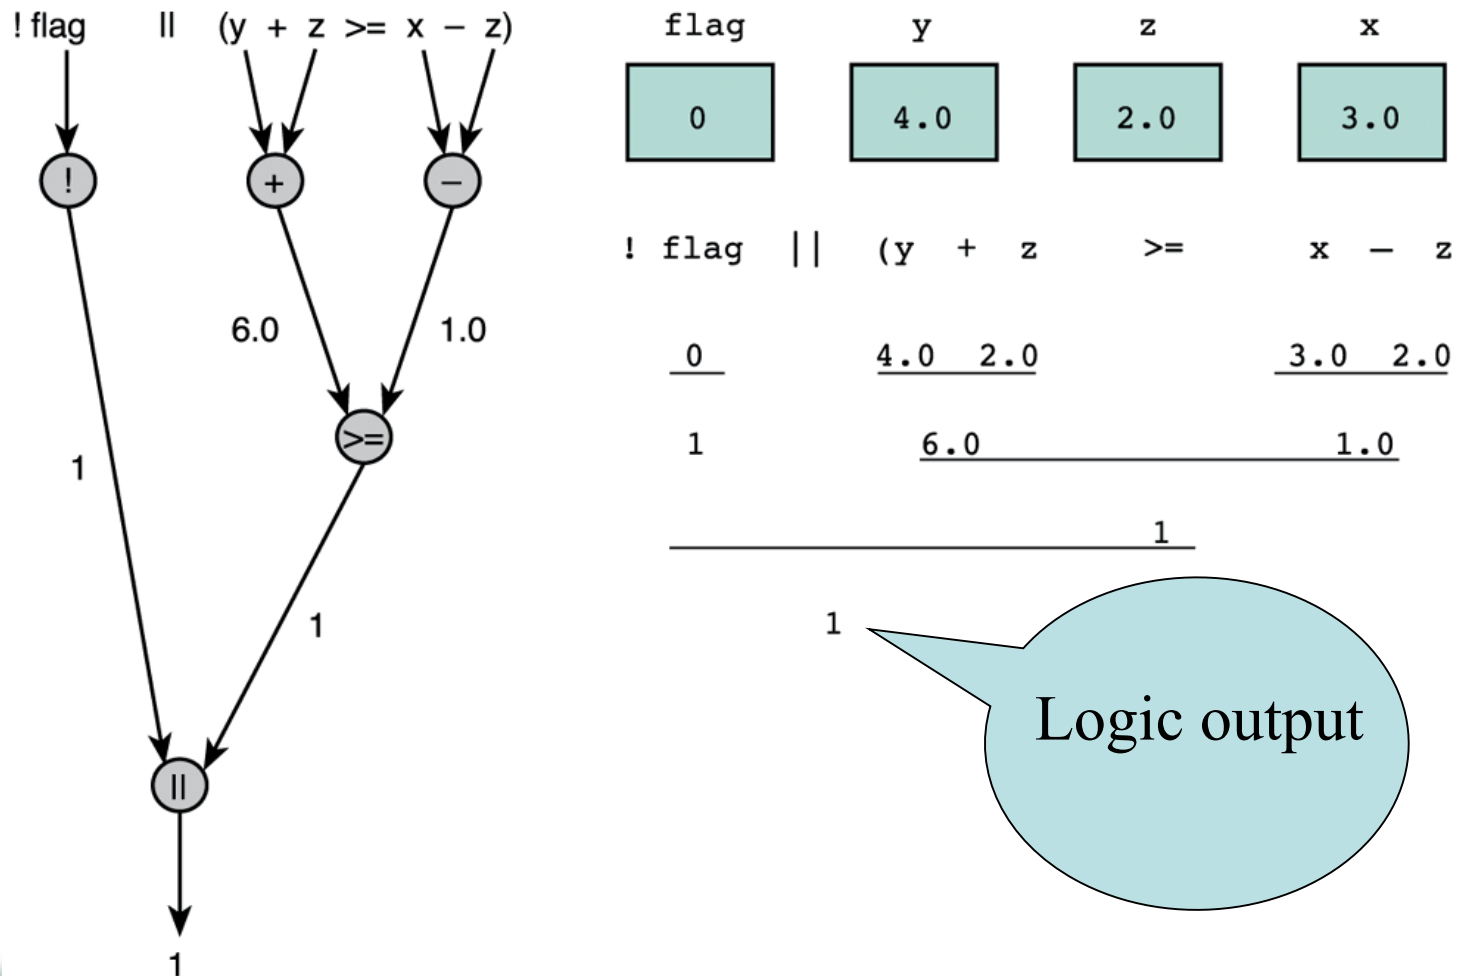 ! flag || (y + z >= x − z)
! + −
6.0 1.0
>=
1
1
||
1
flag y z x
0 4.0 2.0 3.0
! flag || (y + z >= x − z
0 4.0 2.0 3.0 2.0
1 6.0 1.0
1
1
Logic output